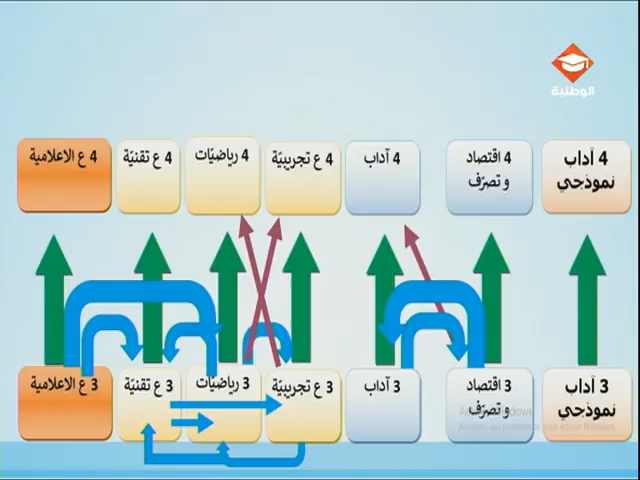 الوطنية
4 آداب
نموذجي
4 اقتصاد
و تصرّف
4 آداب
4 ع تجريبيّة
4 رياضيّات
4 ع تقنيّة
4 ع الاعلامية
3 آداب
نموذجي
3 اقتصاد
و تصرّف
3 آداب
3 ع تجريبيّة
3 رياضيّات
3 ع تقنيّة
3 ع الاعلامية